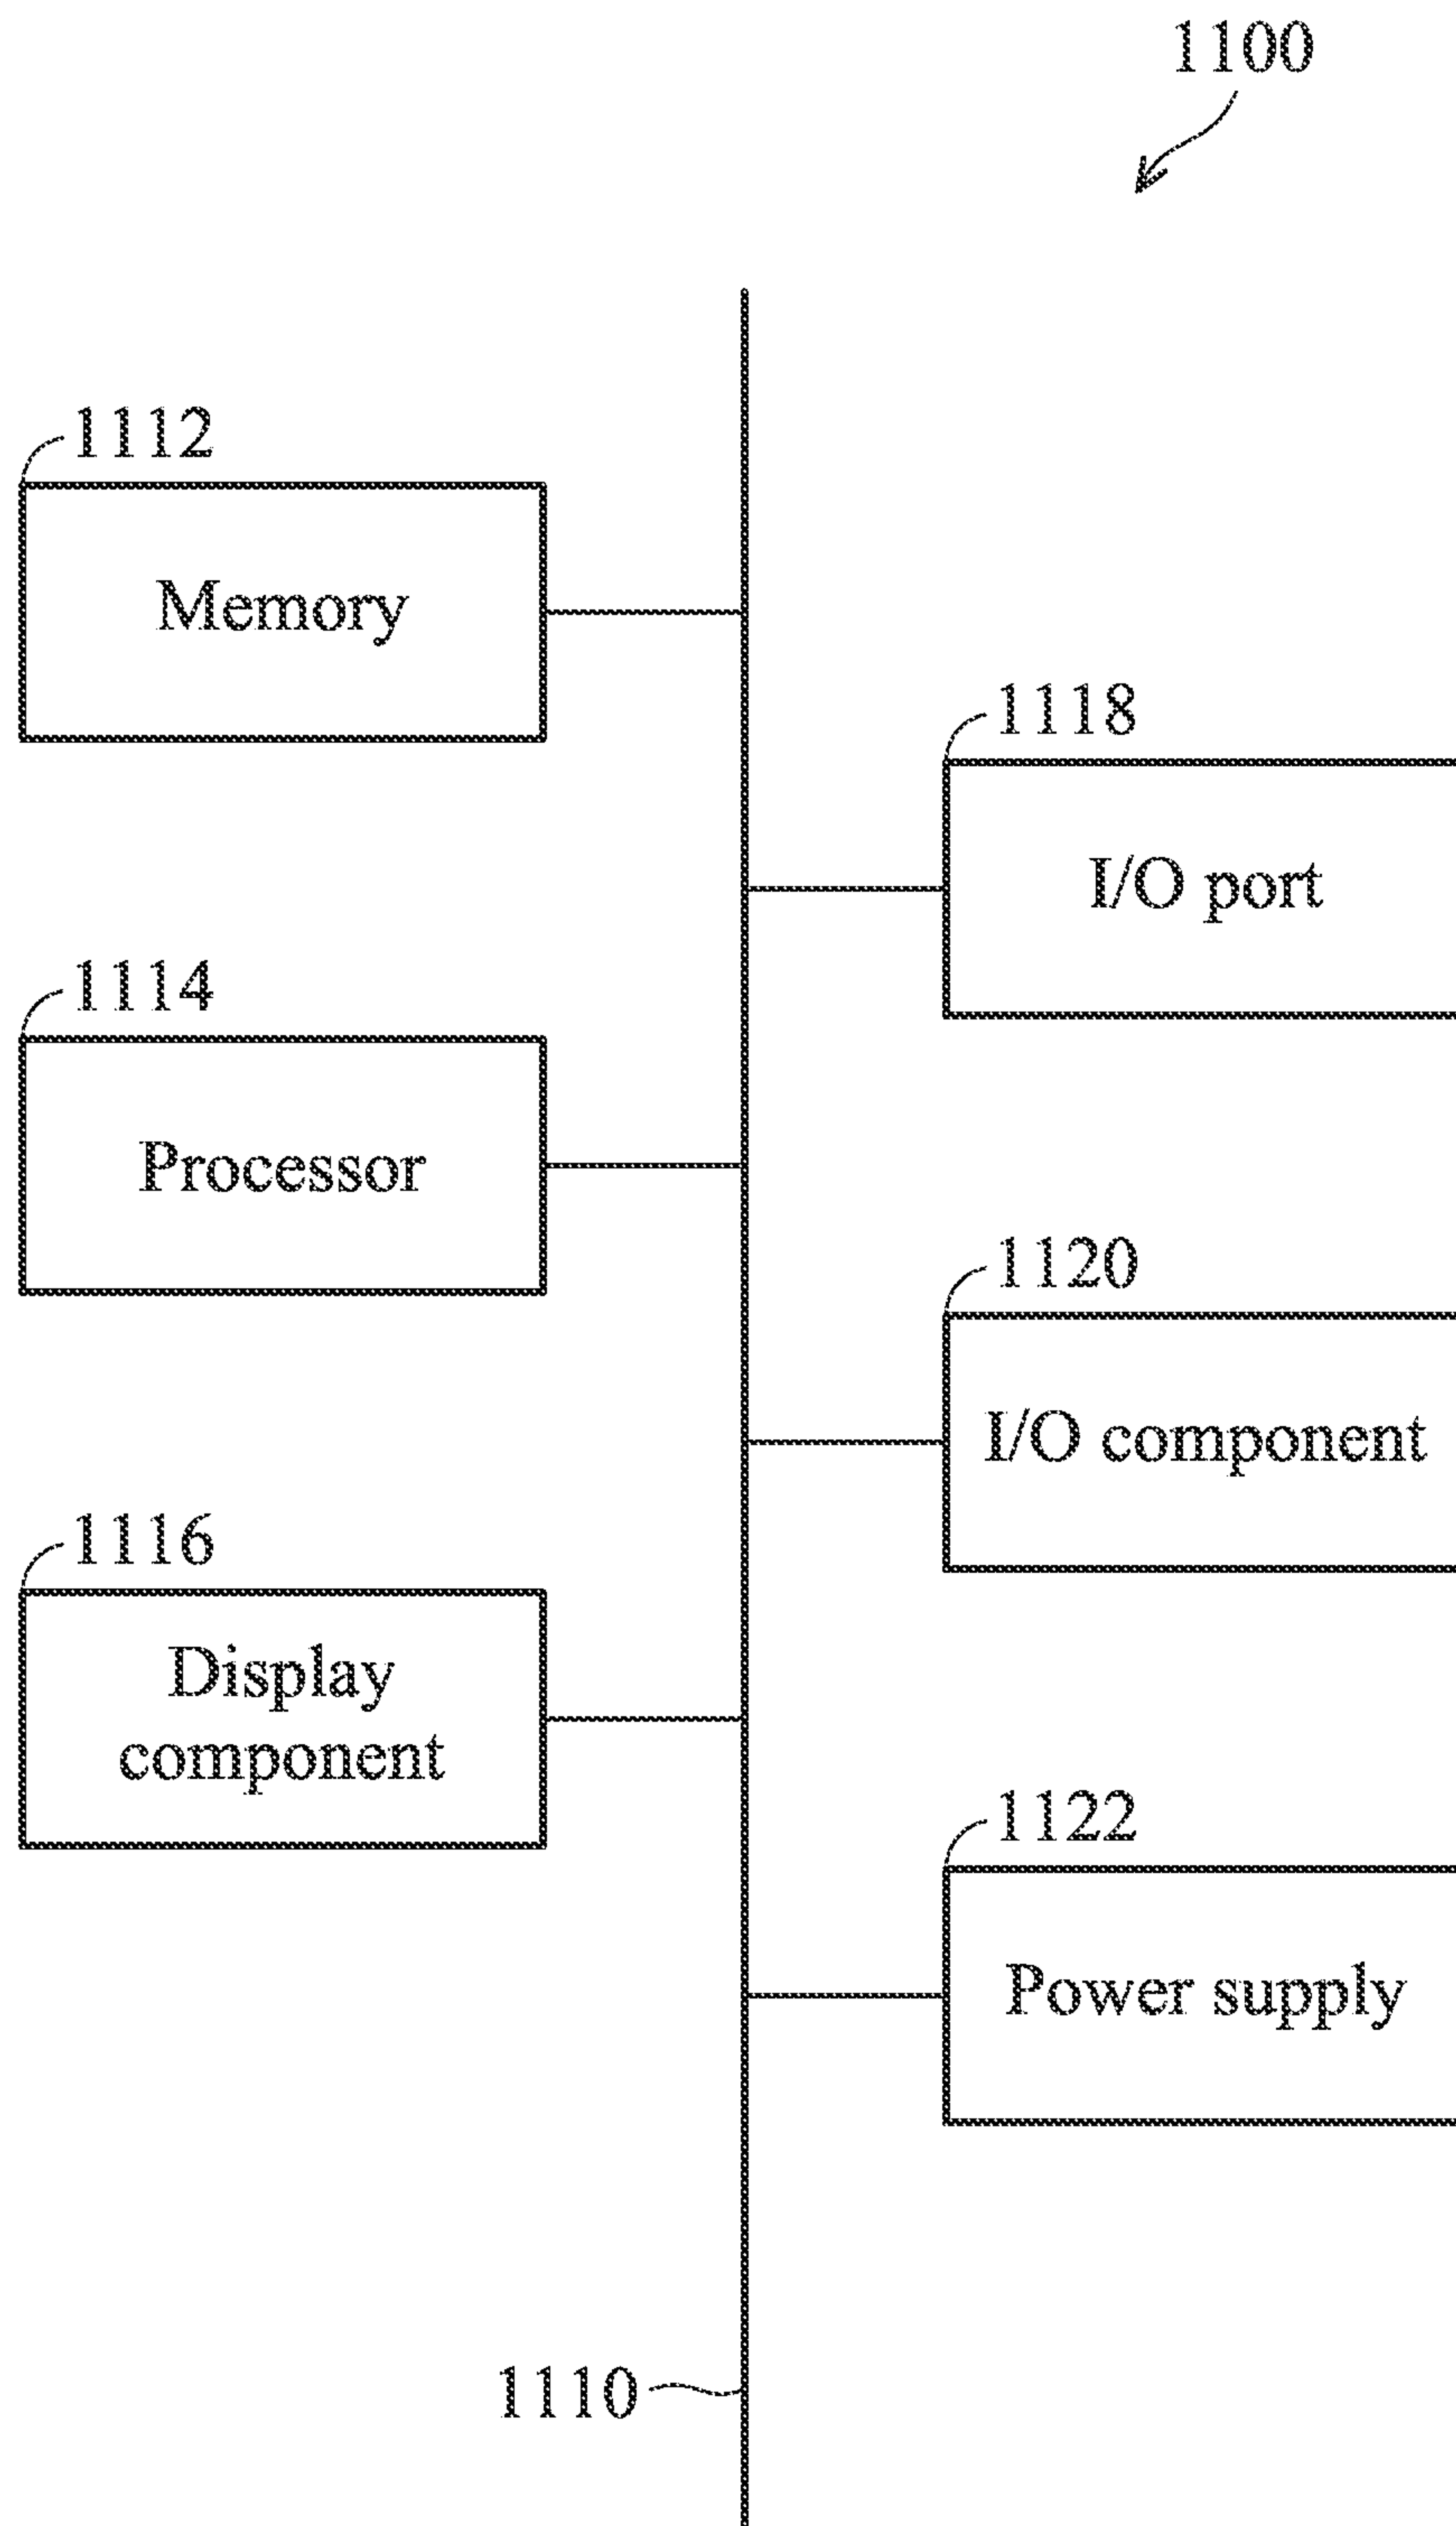 1100
1112
Memory
1118
I/O port
1114
Processor
1120
I/O component
1116
Display
component
1122
Power supply
1110